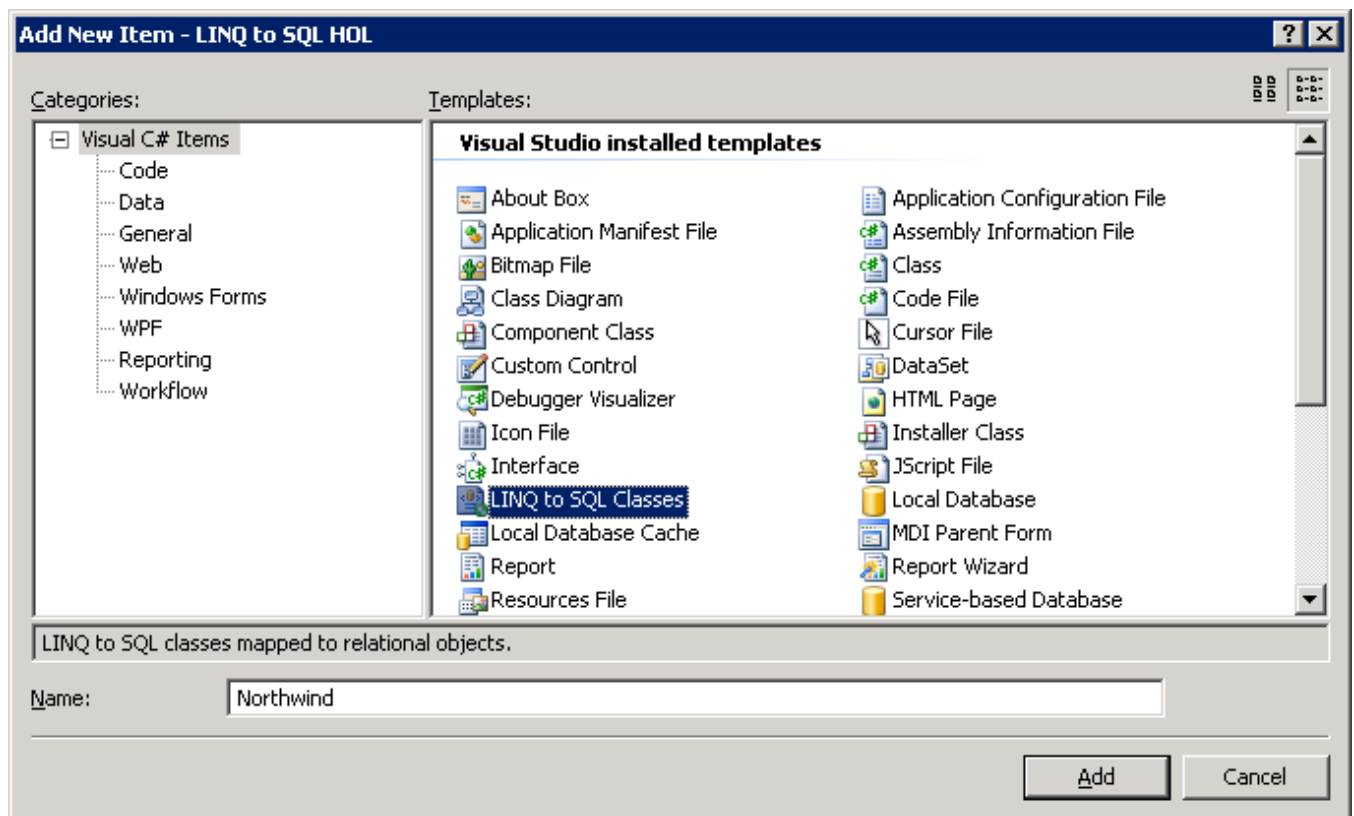 Add New Item - LINQ to SQL HOL
Categories:
Templates:
Visual C# Items
Code
Data
General
Web
Windows Forms
WPF
Reporting
Workflow
Visual Studio installed templates
About Box
Application Configuration File
Application Manifest File
Assembly Information File
Bitmap File
Class
Class Diagram
Code File
Component Class
Cursor File
Custom Control
DataSet
Debugger Visualizer
HTML Page
Icon File
Installer Class
Interface
JScript File
LINQ to SQL Classes
Local Database
Local Database Cache
MDI Parent Form
Report
Report Wizard
Resources File
Service-based Database
LINQ to SQL classes mapped to relational objects.
Name: Northwind
Add Cancel